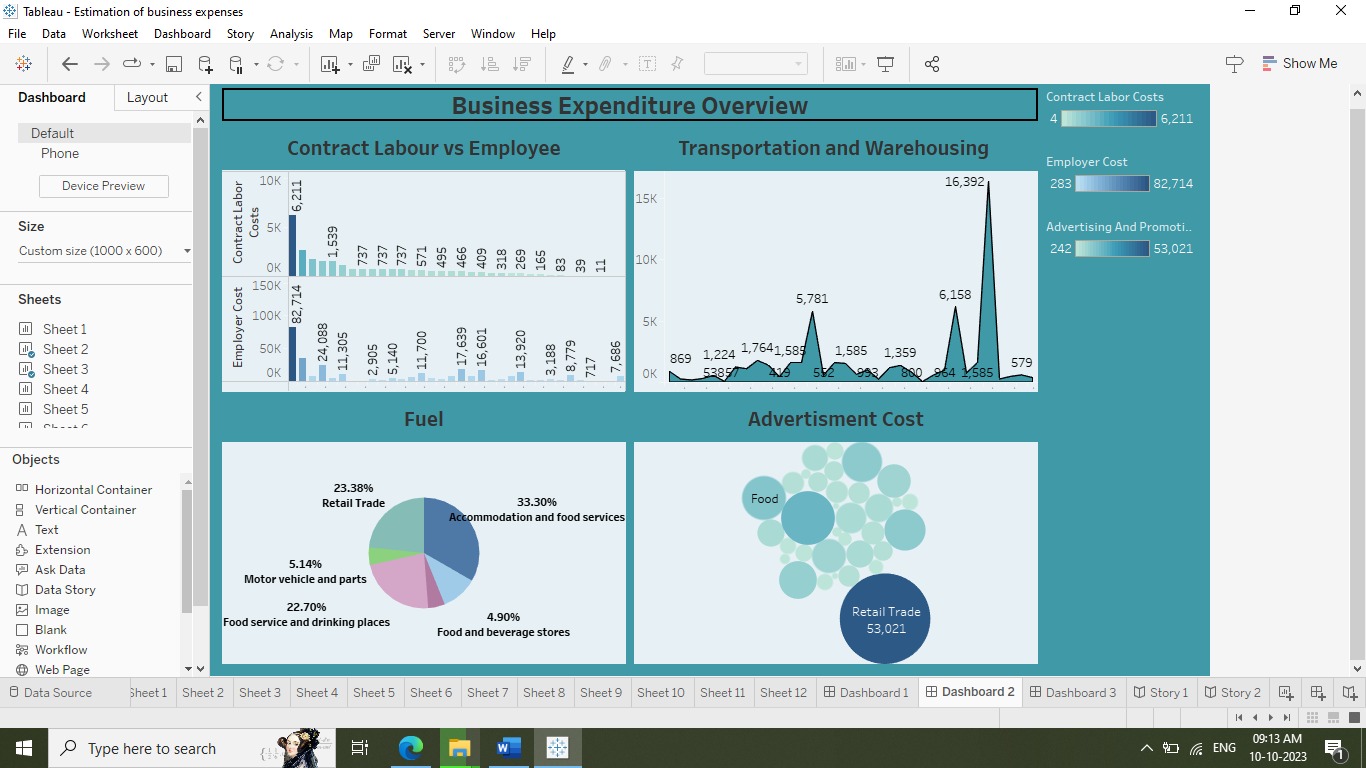 Tableau - Estimation of business expenses
File Data Worksheet Dashboard Story Analysis Map Format Server Window Help
Show Me
Dashboard Layout
Default
Phone
Device Preview
Size
Custom size (1000 x 600)
Sheets
Sheet 1
Sheet 2
Sheet 3
Sheet 4
Sheet 5
Objects
Horizontal Container
Vertical Container
Text
Extension
Ask Data
Data Story
Image
Blank
Workflow
Web Page
Business Expenditure Overview
Contract Labour vs Employee
Contract Labor
Costs
10K
5K
0K
6,211 1,539 737 737 737 571 495 466 409 318 269 165 83 39 11
Employer Cost
150K
100K
50K
0K
82,714 24,088 11,305 2,905 5,140 11,700 17,639 16,601 13,920 3,188 8,779 717 7,686
Transportation and Warehousing
15K
10K
5K
0K
16,392
5,781 6,158
869 1,224 1,764 1,585 1,585 1,359 579
419 552 993 800 964 1,585
Fuel
23.38%
Retail Trade
33.30%
Accommodation and food services
5.14%
Motor vehicle and parts
22.70%
Food service and drinking places
4.90%
Food and beverage stores
Advertisment Cost
Food
Retail Trade
53,021
Contract Labor Costs
4 6,211
Employer Cost
283 82,714
Advertising And Promoti..
242 53,021
Data Source Sheet 1 Sheet 2 Sheet 3 Sheet 4 Sheet 5 Sheet 6 Sheet 7 Sheet 8 Sheet 9 Sheet 10 Sheet 11 Sheet 12 Dashboard 1 Dashboard 2 Dashboard 3 Story 1 Story 2
Type here to search
ENG
09:13 AM
10-10-2023
1